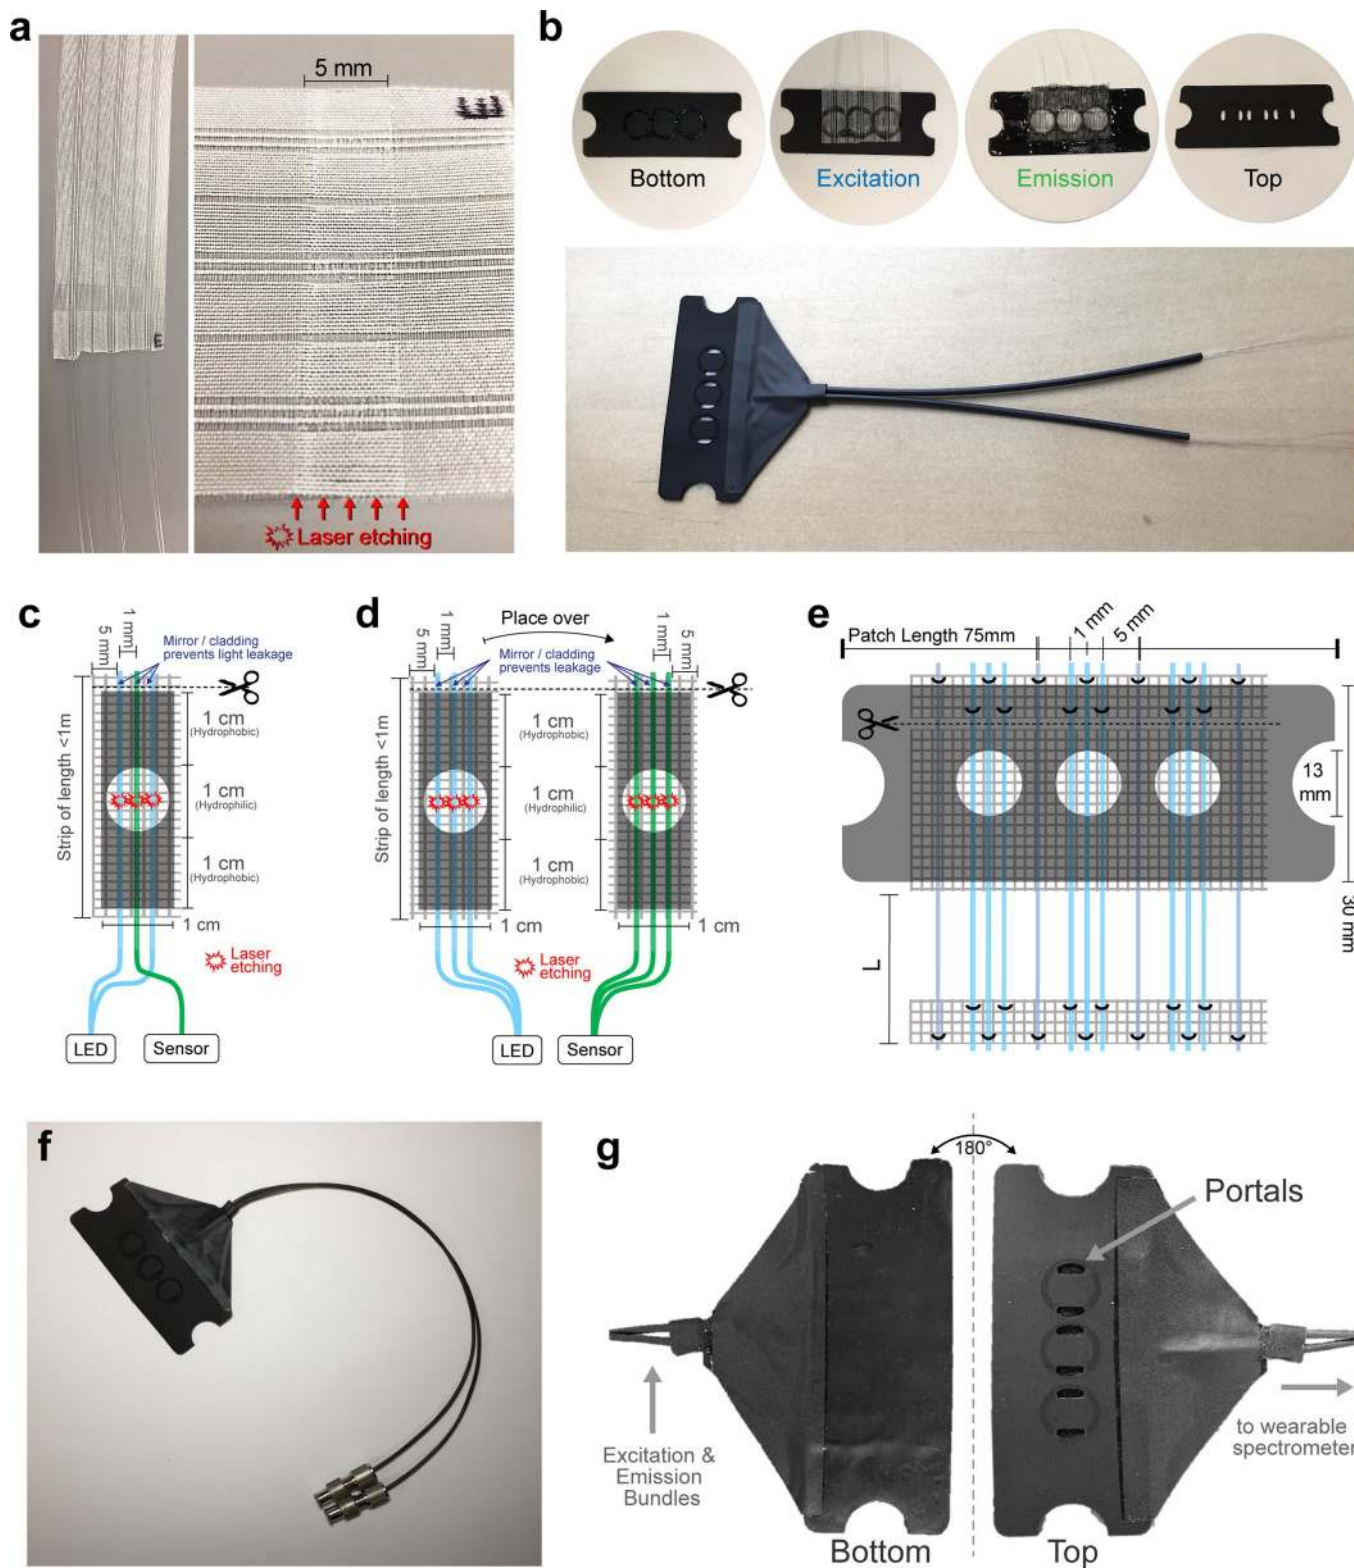 a
5 mm
E
Laser etching
b
Bottom
Excitation
Emission
Top
c
5 mm
1 mm
Mirror / cladding
prevents light leakage
Strip of length <1m
1 cm
(Hydrophobic)
1 cm
(Hydrophilic)
1 cm
(Hydrophobic)
1 cm
Laser
etching
LED
Sensor
d
5 mm
1 mm
Place over
Mirror / cladding
prevents leakage
1 mm
5 mm
Strip of length <1m
1 cm
(Hydrophobic)
1 cm
(Hydrophilic)
1 cm
(Hydrophobic)
1 cm
1 cm
Laser
etching
LED
Sensor
e
Patch Length 75mm
1 mm
5 mm
13
mm
30 mm
L
f
g
180°
Portals
Excitation &
Emission
Bundles
to wearable
spectrometer
Bottom
Top